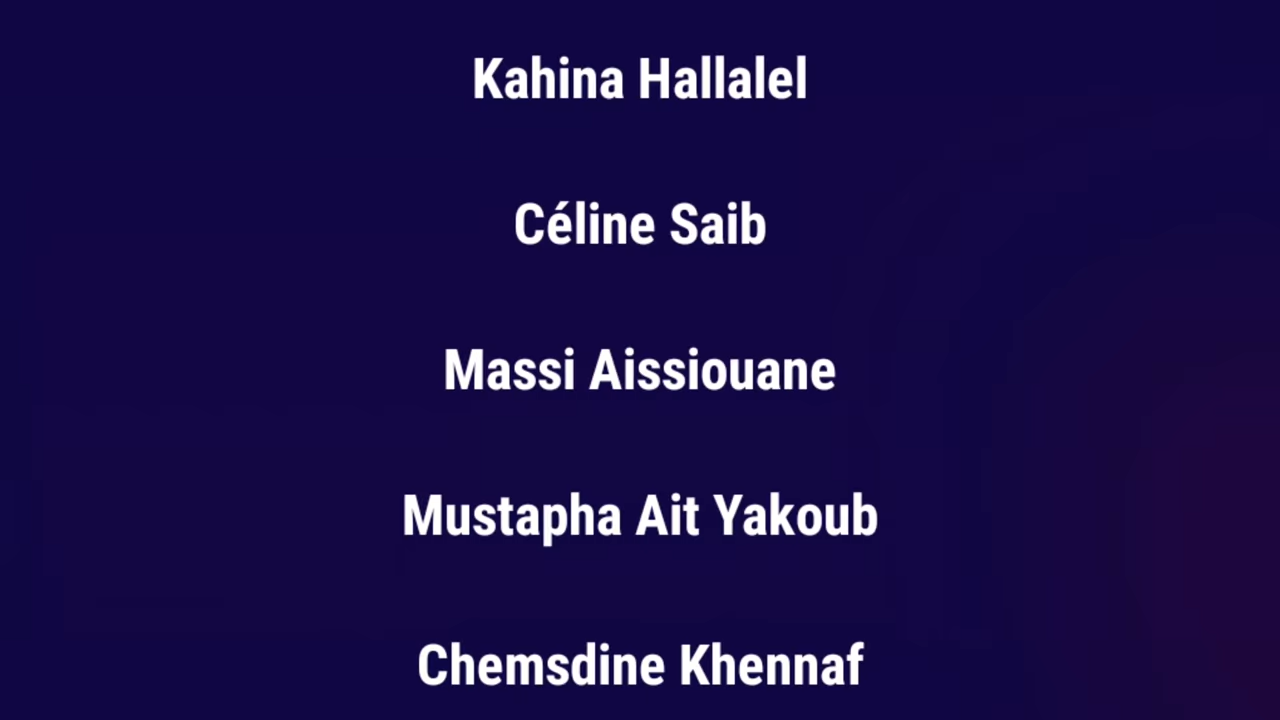 Kahina Hallalel
Céline Saib
Massi Aissiouane
Mustapha Ait Yakoub
Chemsdine Khennaf